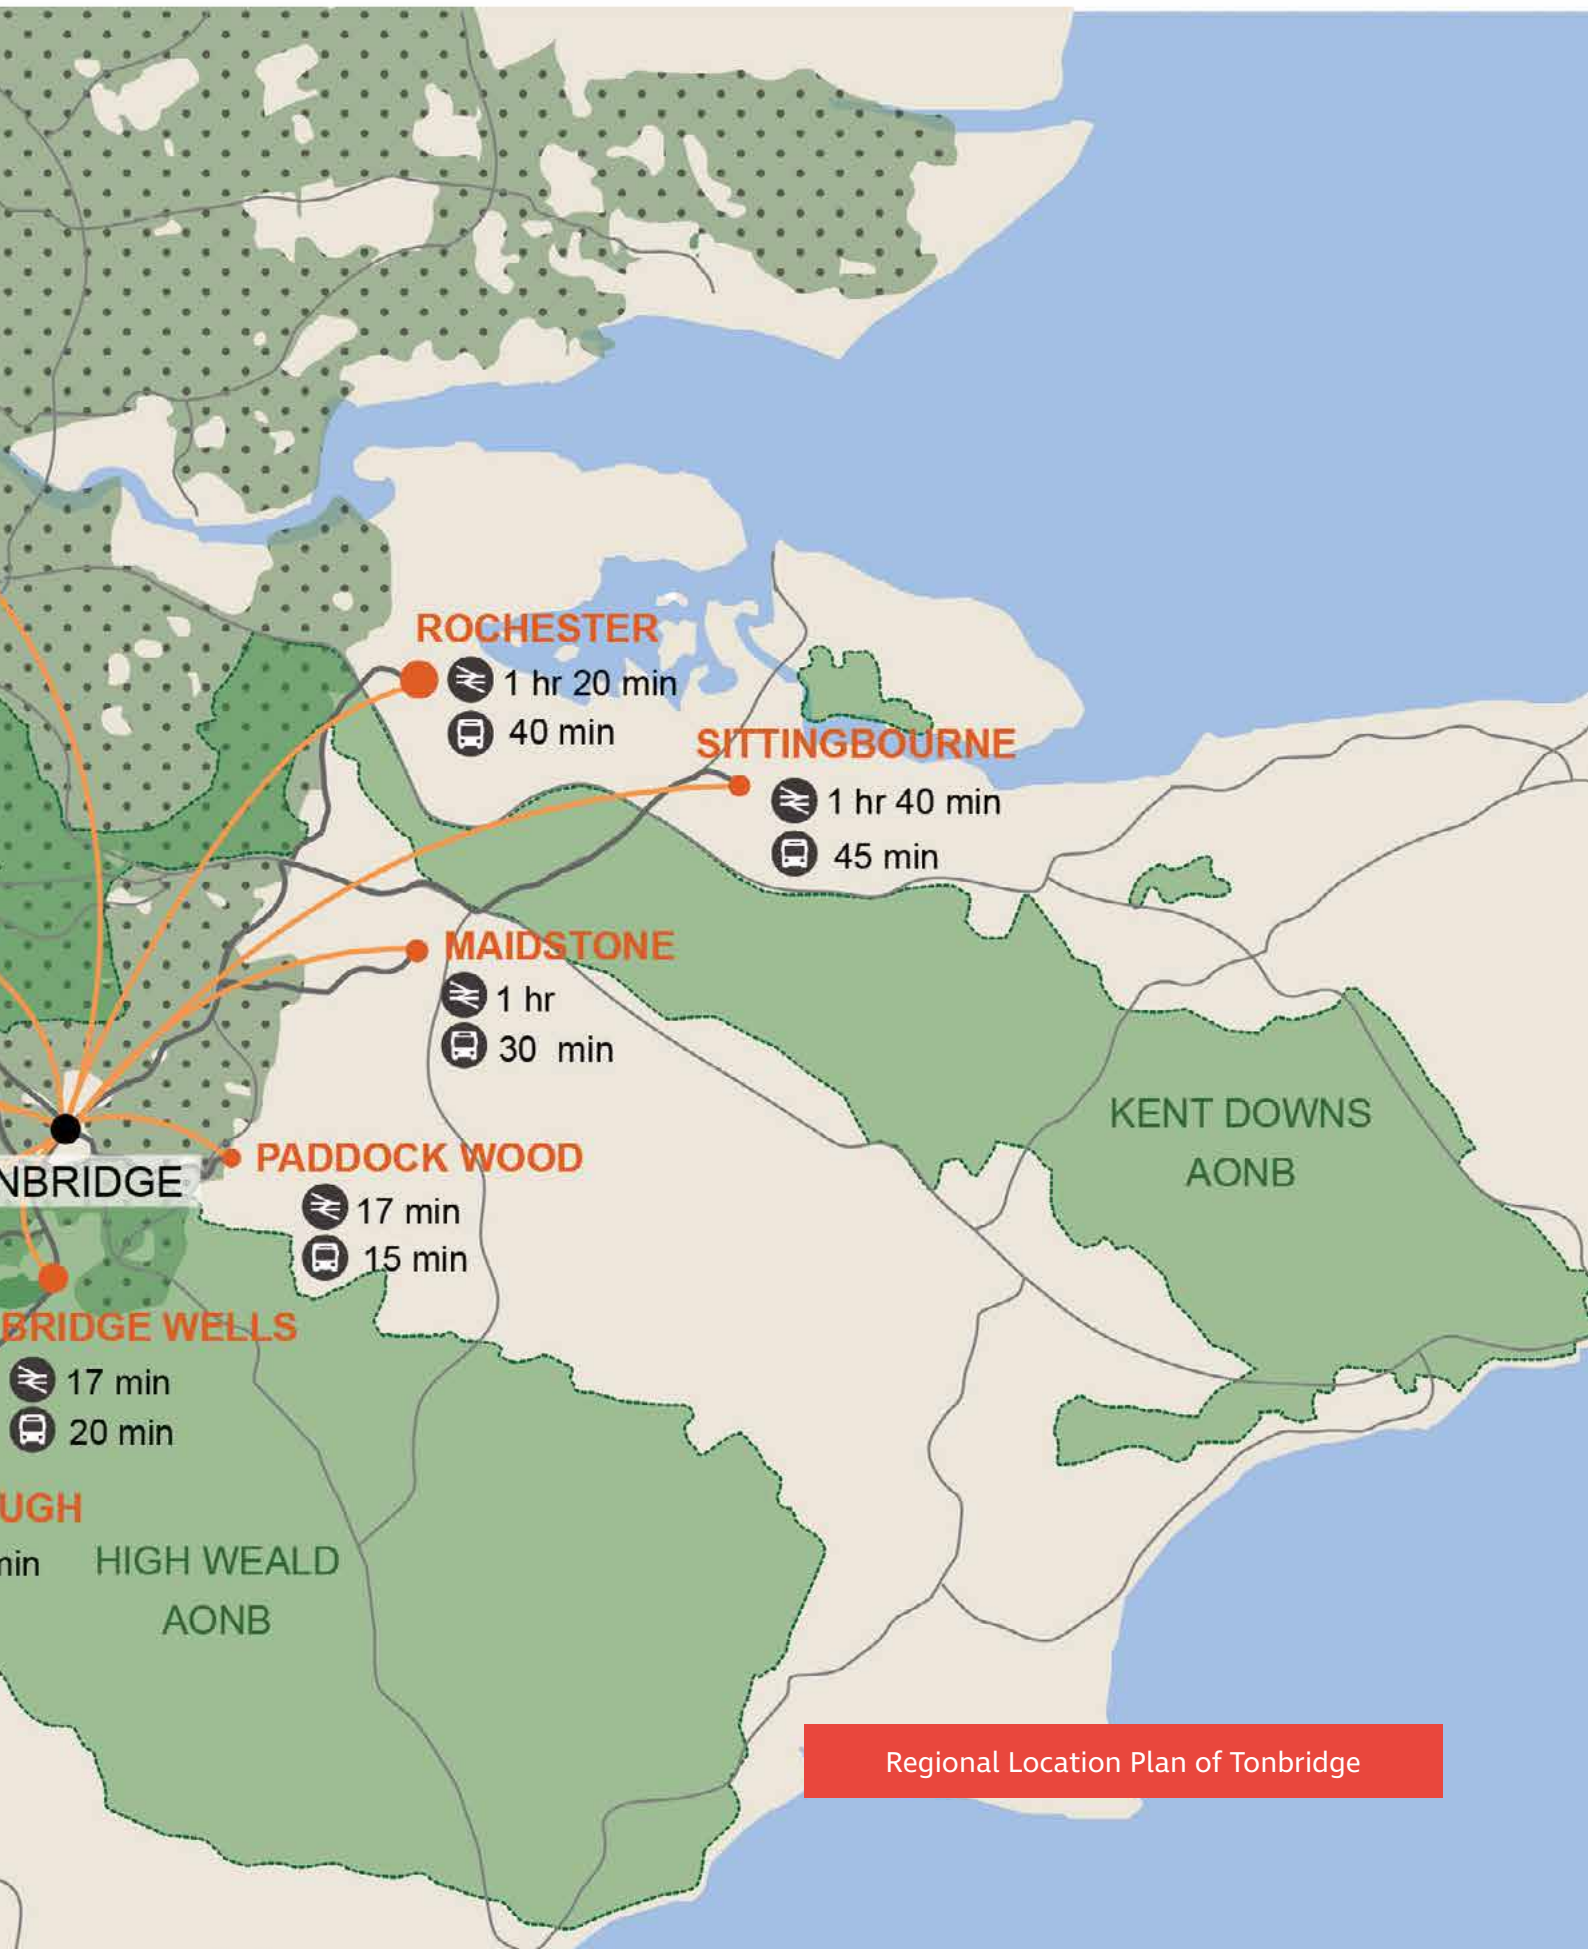 ROCHESTER
1 hr 20 min
40 min
SITTINGBOURNE
1 hr 40 min
45 min
MAIDSTONE
1 hr
30 min
KENT DOWNS
AONB
PADDOCK WOOD
NBRIDGE
17 min
15 min
BRIDGE WELLS
17 min
20 min
UGH
min
HIGH WEALD
AONB
Regional Location Plan of Tonbridge